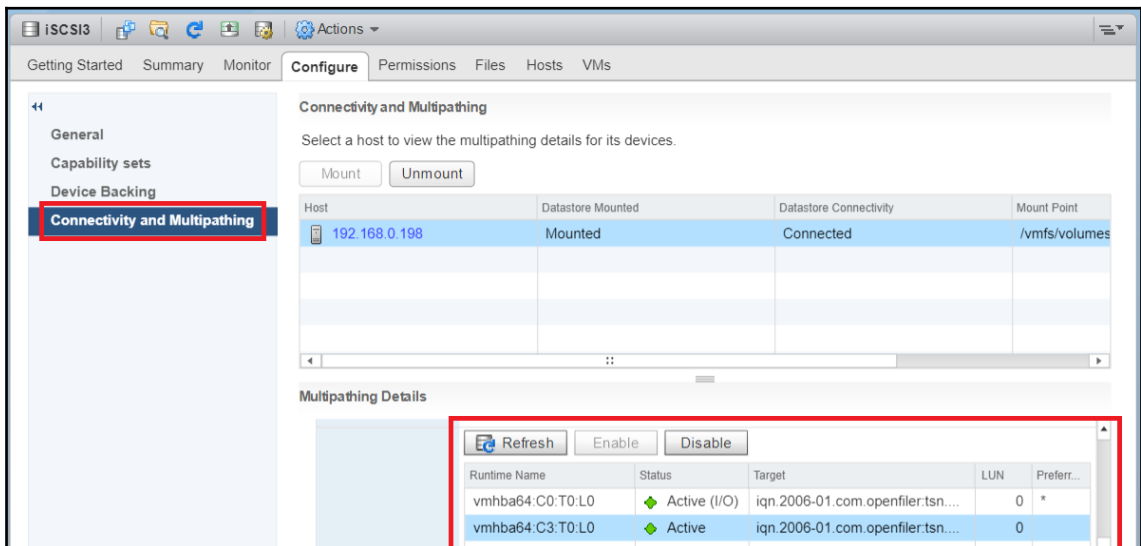 iSCSI3 Actions
Getting Started Summary Monitor Configure Permissions Files Hosts VMs
General
Capability sets
Device Backing
Connectivity and Multipathing
Connectivity and Multipathing
Select a host to view the multipathing details for its devices.
Mount Unmount
Host Datastore Mounted Datastore Connectivity Mount Point
192.168.0.198 Mounted Connected /vmfs/volumes
Multipathing Details
Refresh Enable Disable
Runtime Name Status Target LUN Preferr...
vmhba64:C0:T0:L0 Active (I/O) iqn.2006-01.com.openfiler:tsn.... 0 *
vmhba64:C3:T0:L0 Active iqn.2006-01.com.openfiler:tsn.... 0